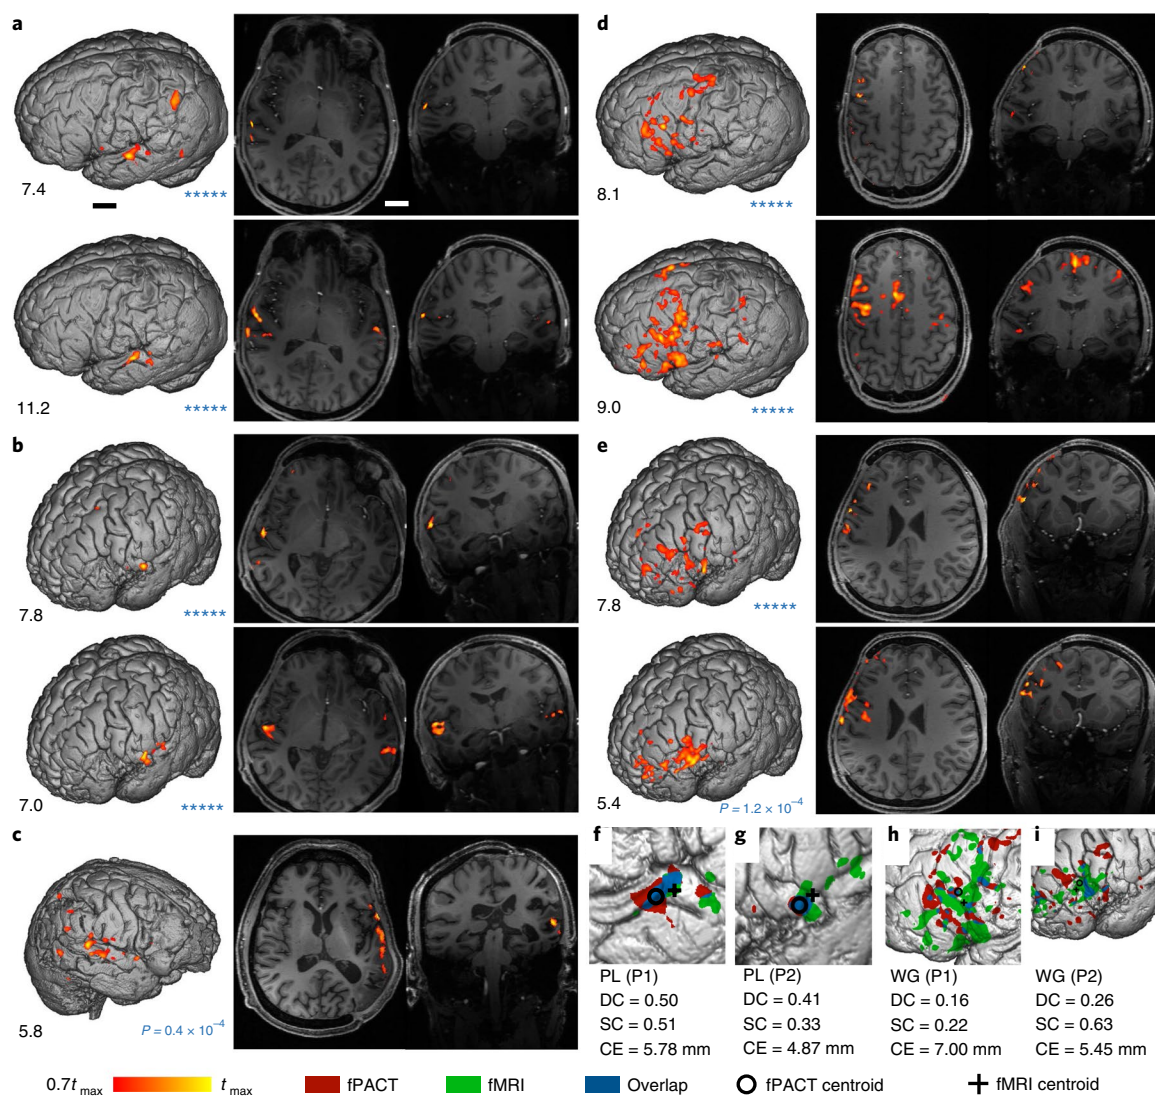 a
7.4
*****
11.2
*****
b
7.8
*****
7.0
*****
c
5.8
P = 0.4 × 10⁻⁴
d
8.1
*****
9.0
*****
e
7.8
*****
5.4
P = 1.2 × 10⁻⁴
f
PL (P1)
DC = 0.50
SC = 0.51
CE = 5.78 mm
g
PL (P2)
DC = 0.41
SC = 0.33
CE = 4.87 mm
h
WG (P1)
DC = 0.16
SC = 0.22
CE = 7.00 mm
i
WG (P2)
DC = 0.26
SC = 0.63
CE = 5.45 mm
0.7t max t max fPACT fMRI Overlap fPACT centroid fMRI centroid